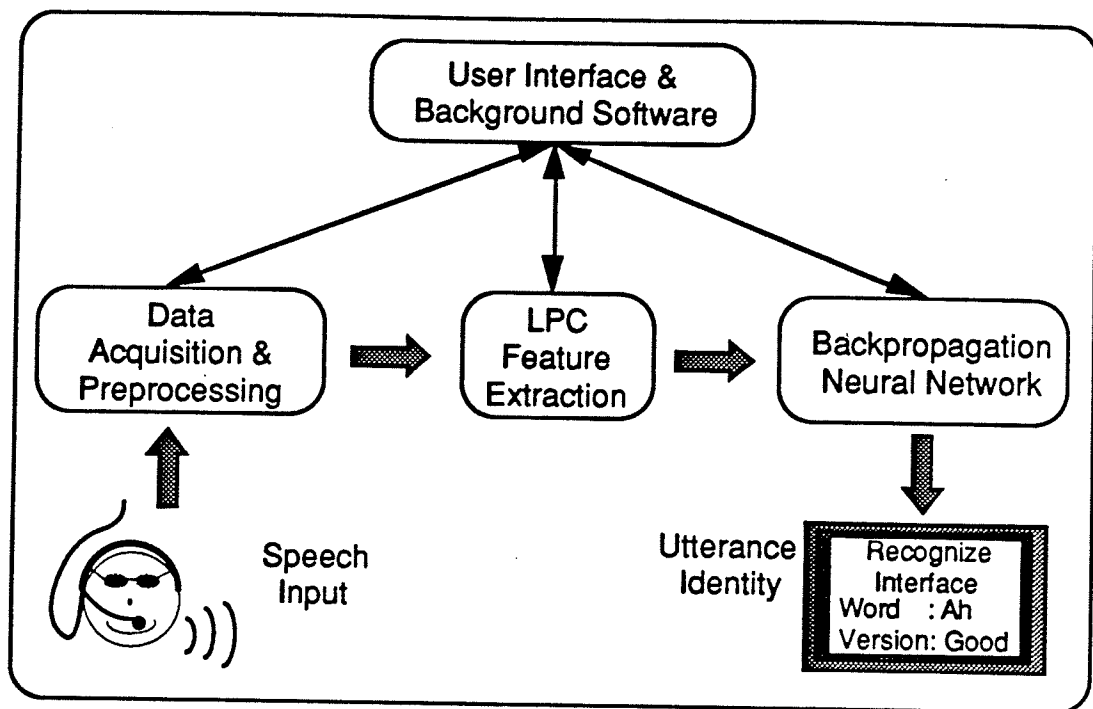 User Interface &
Background Software
Data
Acquisition &
Preprocessing
LPC
Feature
Extraction
Backpropagation
Neural Network
Speech
Input
Utterance
Identity
Recognize
Interface
Word : Ah
Version: Good